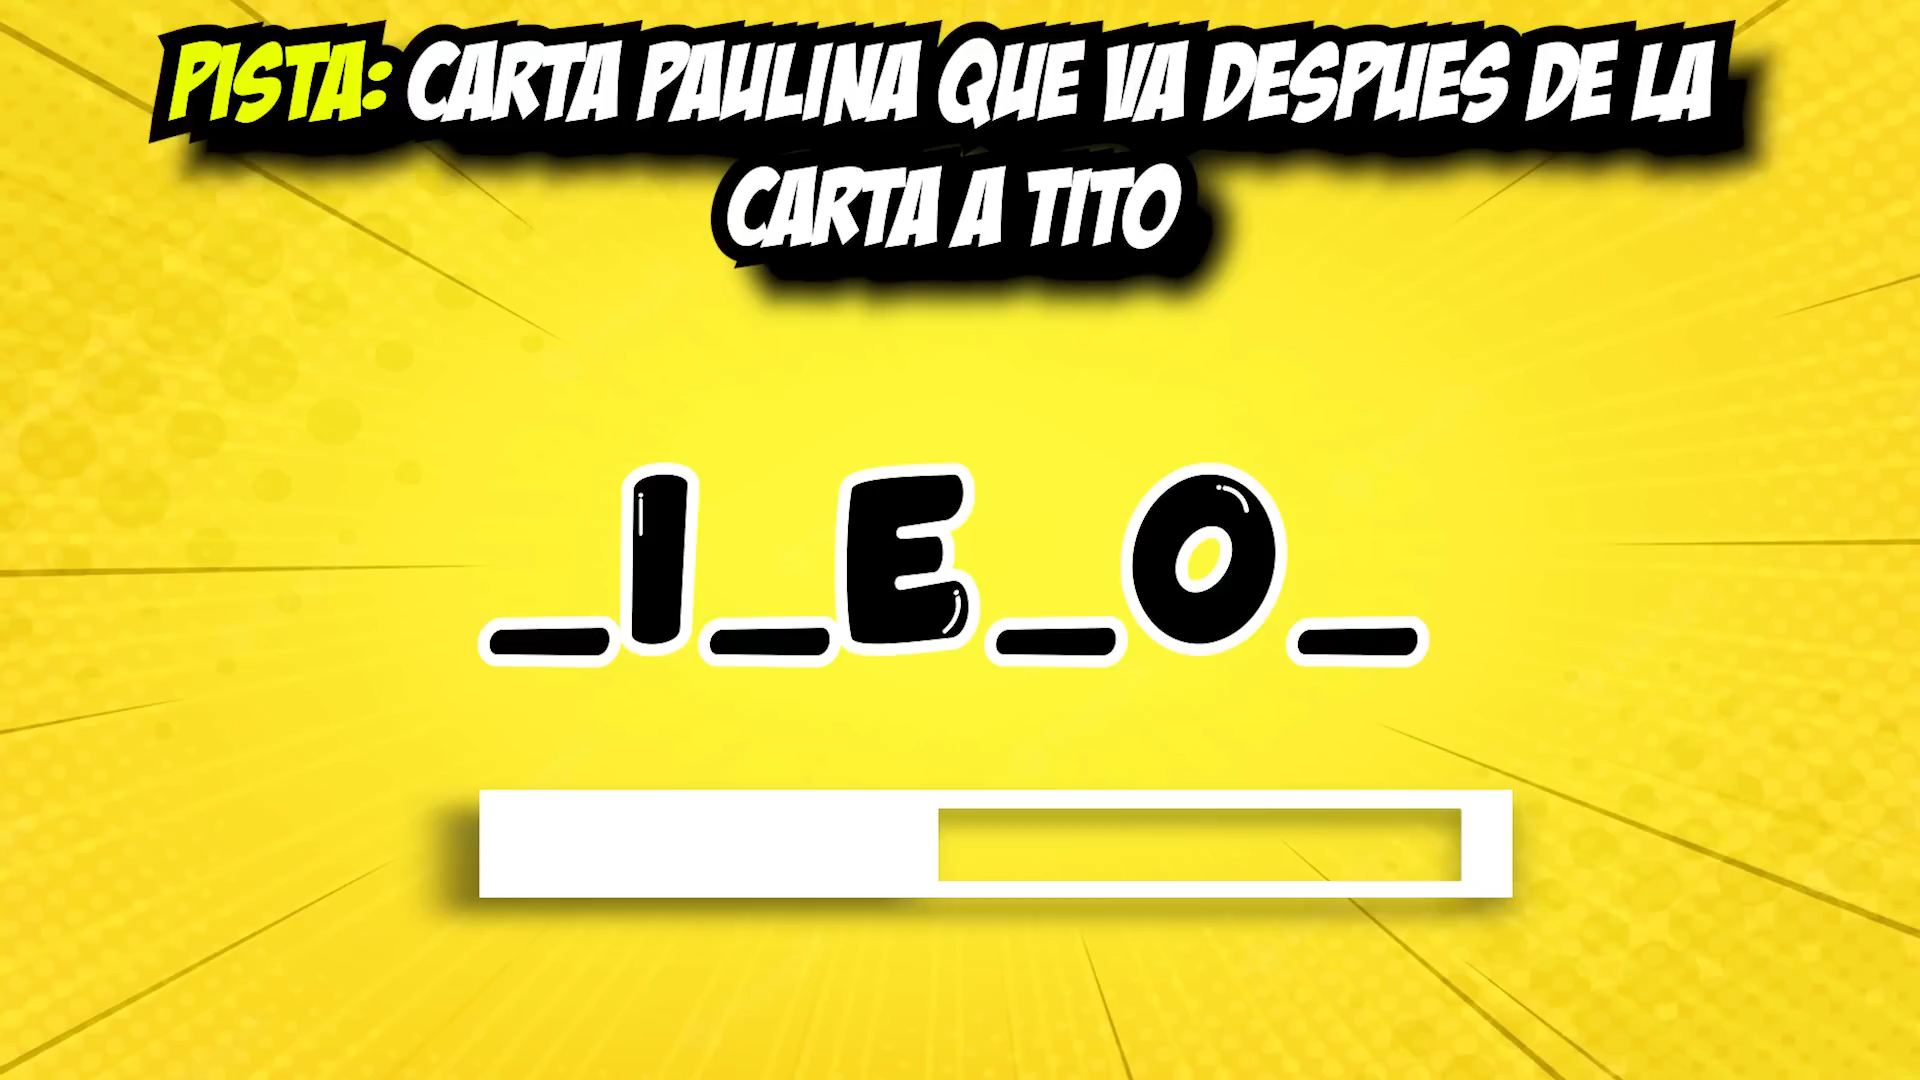 PISTA: CARTA PAULINA QUE VA DESPUES DE LA
CARTA A TITO
_I_E_O_